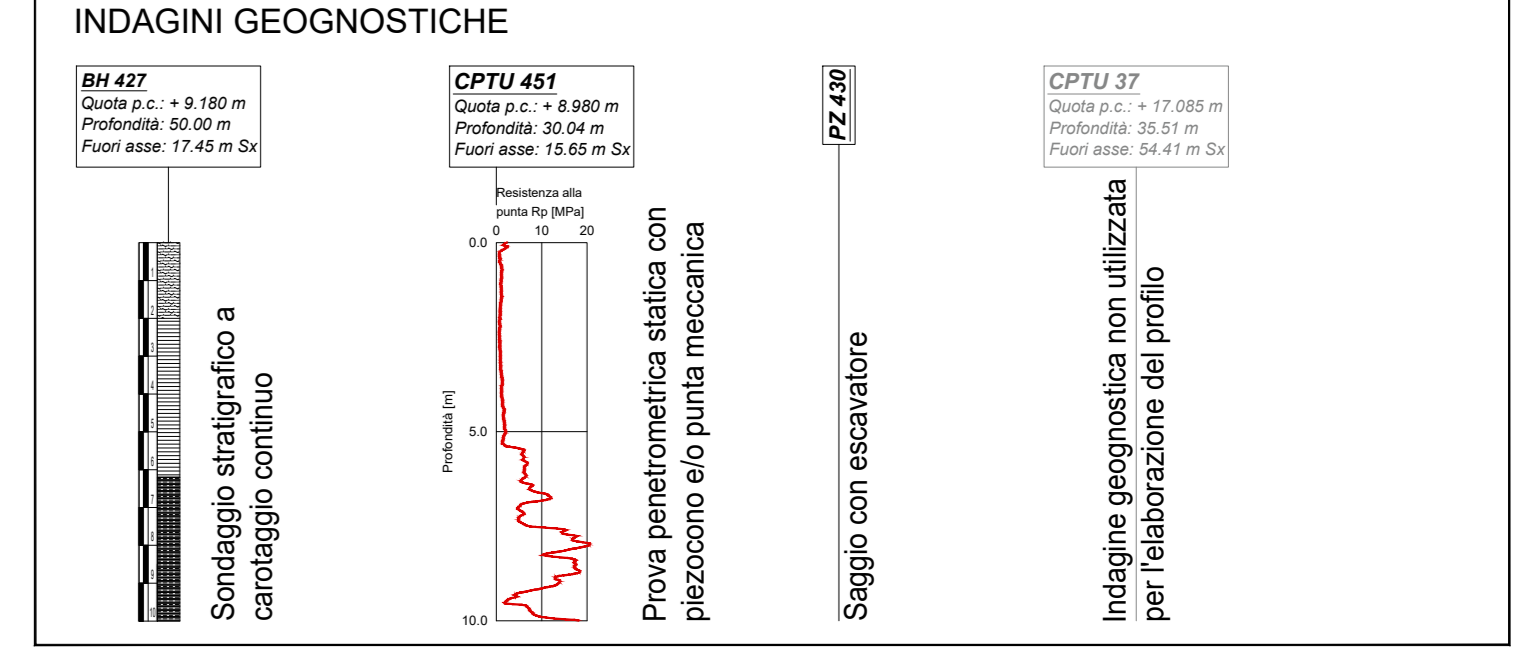 INDAGINI GEOGNOSTICHE
BH 427
Quota p.c.: + 9.180 m
Profondità: 50.00 m
Fuori asse: 17.45 m Sx
1
2
3
4
5
6
7
8
9
10
Sondaggio stratigrafico a
carotaggio continuo
CPTU 451
Quota p.c.: + 8.980 m
Profondità: 30.04 m
Fuori asse: 15.65 m Sx
Resistenza alla
punta Rp [MPa]
0 10 20
0.0
5.0
10.0
Profondità [m]
Prova penetrometrica statica con
piezocono e/o punta meccanica
PZ 430
Saggio con escavatore
CPTU 37
Quota p.c.: + 17.085 m
Profondità: 35.51 m
Fuori asse: 54.41 m Sx
Indagine geognostica non utilizzata
per l'elaborazione del profilo